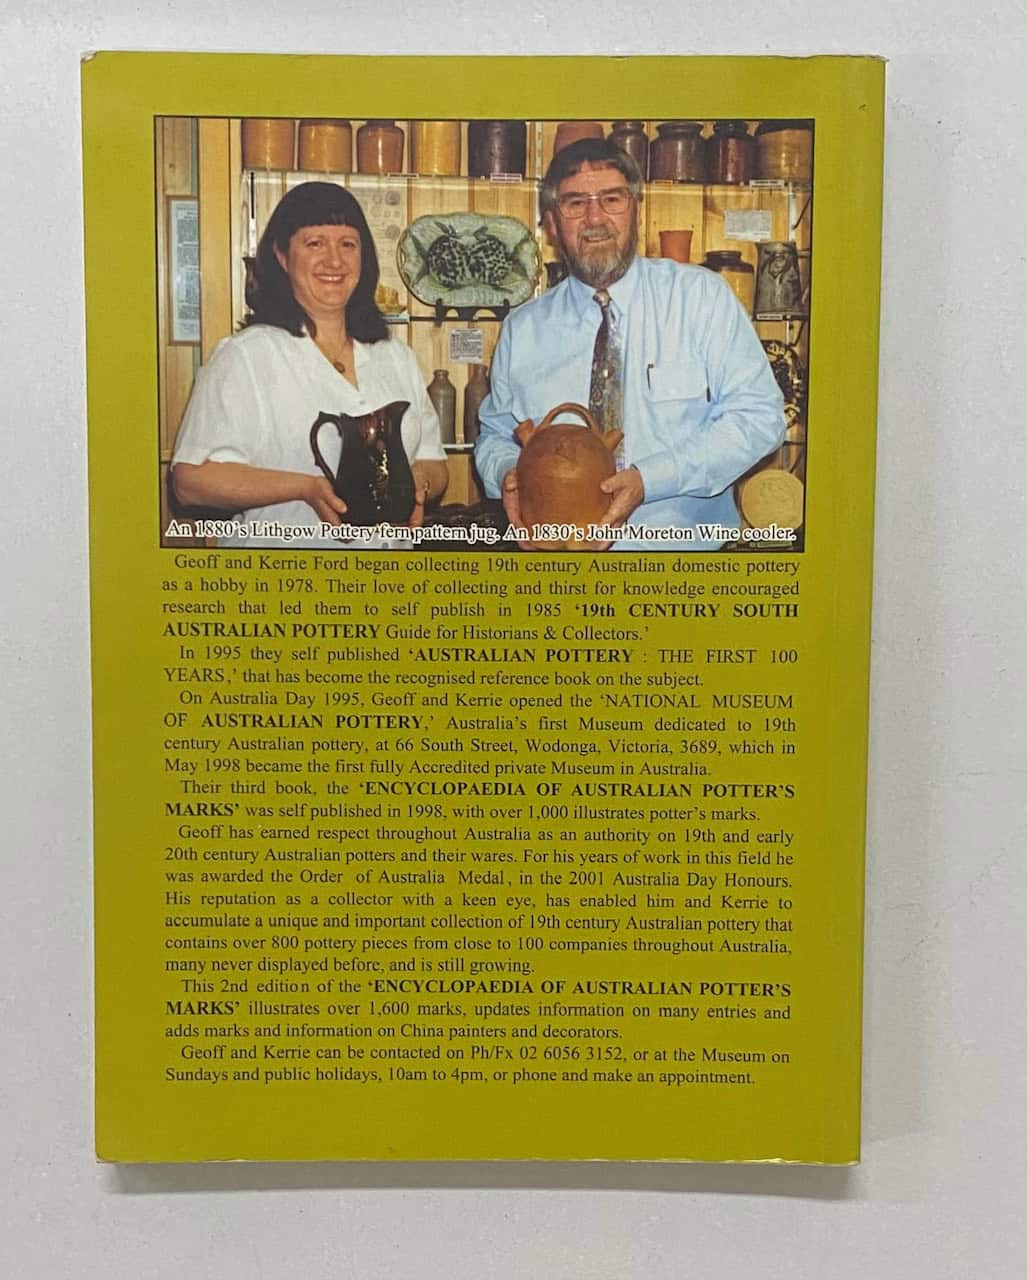 An 1880's Lithgow Pottery fern pattern jug. An 1830's John Moreton Wine cooler.
Geoff and Kerrie Ford began collecting 19th century Australian domestic pottery
as a hobby in 1978. Their love of collecting and thirst for knowledge encouraged
research that led them to self publish in 1985 '19th CENTURY SOUTH
AUSTRALIAN POTTERY Guide for Historians & Collectors.'
In 1995 they self published 'AUSTRALIAN POTTERY : THE FIRST 100
YEARS,' that has become the recognised reference book on the subject.
On Australia Day 1995, Geoff and Kerrie opened the 'NATIONAL MUSEUM
OF AUSTRALIAN POTTERY,' Australia's first Museum dedicated to 19th
century Australian pottery, at 66 South Street, Wodonga, Victoria, 3689, which in
May 1998 became the first fully Accredited private Museum in Australia.
Their third book, the 'ENCYCLOPAEDIA OF AUSTRALIAN POTTER'S
MARKS' was self published in 1998, with over 1,000 illustrates potter's marks.
Geoff has earned respect throughout Australia as an authority on 19th and early
20th century Australian potters and their wares. For his years of work in this field he
was awarded the Order of Australia Medal, in the 2001 Australia Day Honours.
His reputation as a collector with a keen eye, has enabled him and Kerrie to
accumulate a unique and important collection of 19th century Australian pottery that
contains over 800 pottery pieces from close to 100 companies throughout Australia,
many never displayed before, and is still growing.
This 2nd edition of the 'ENCYCLOPAEDIA OF AUSTRALIAN POTTER'S
MARKS' illustrates over 1,600 marks, updates information on many entries and
adds marks and information on China painters and decorators.
Geoff and Kerrie can be contacted on Ph/Fx 02 6056 3152, or at the Museum on
Sundays and public holidays, 10am to 4pm, or phone and make an appointment.